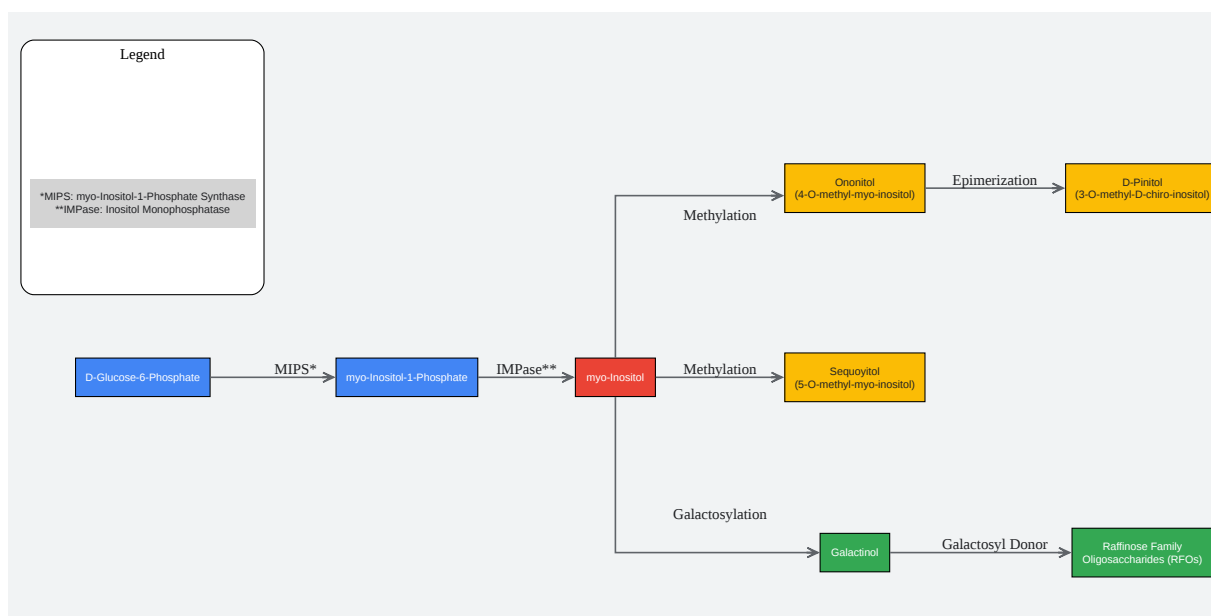 Legend
*MIPS: myo-Inositol-1-Phosphate Synthase
**IMPase: Inositol Monophosphatase
Ononitol
(4-O-methyl-myo-inositol)
Epimerization
D-Pinitol
(3-O-methyl-D-chiro-inositol)
Methylation
D-Glucose-6-Phosphate
MIPS*
myo-Inositol-1-Phosphate
IMPase**
myo-Inositol
Methylation
Sequoyitol
(5-O-methyl-myo-inositol)
Galactosylation
Galactinol
Galactosyl Donor
Raffinose Family
Oligosaccharides (RFOs)